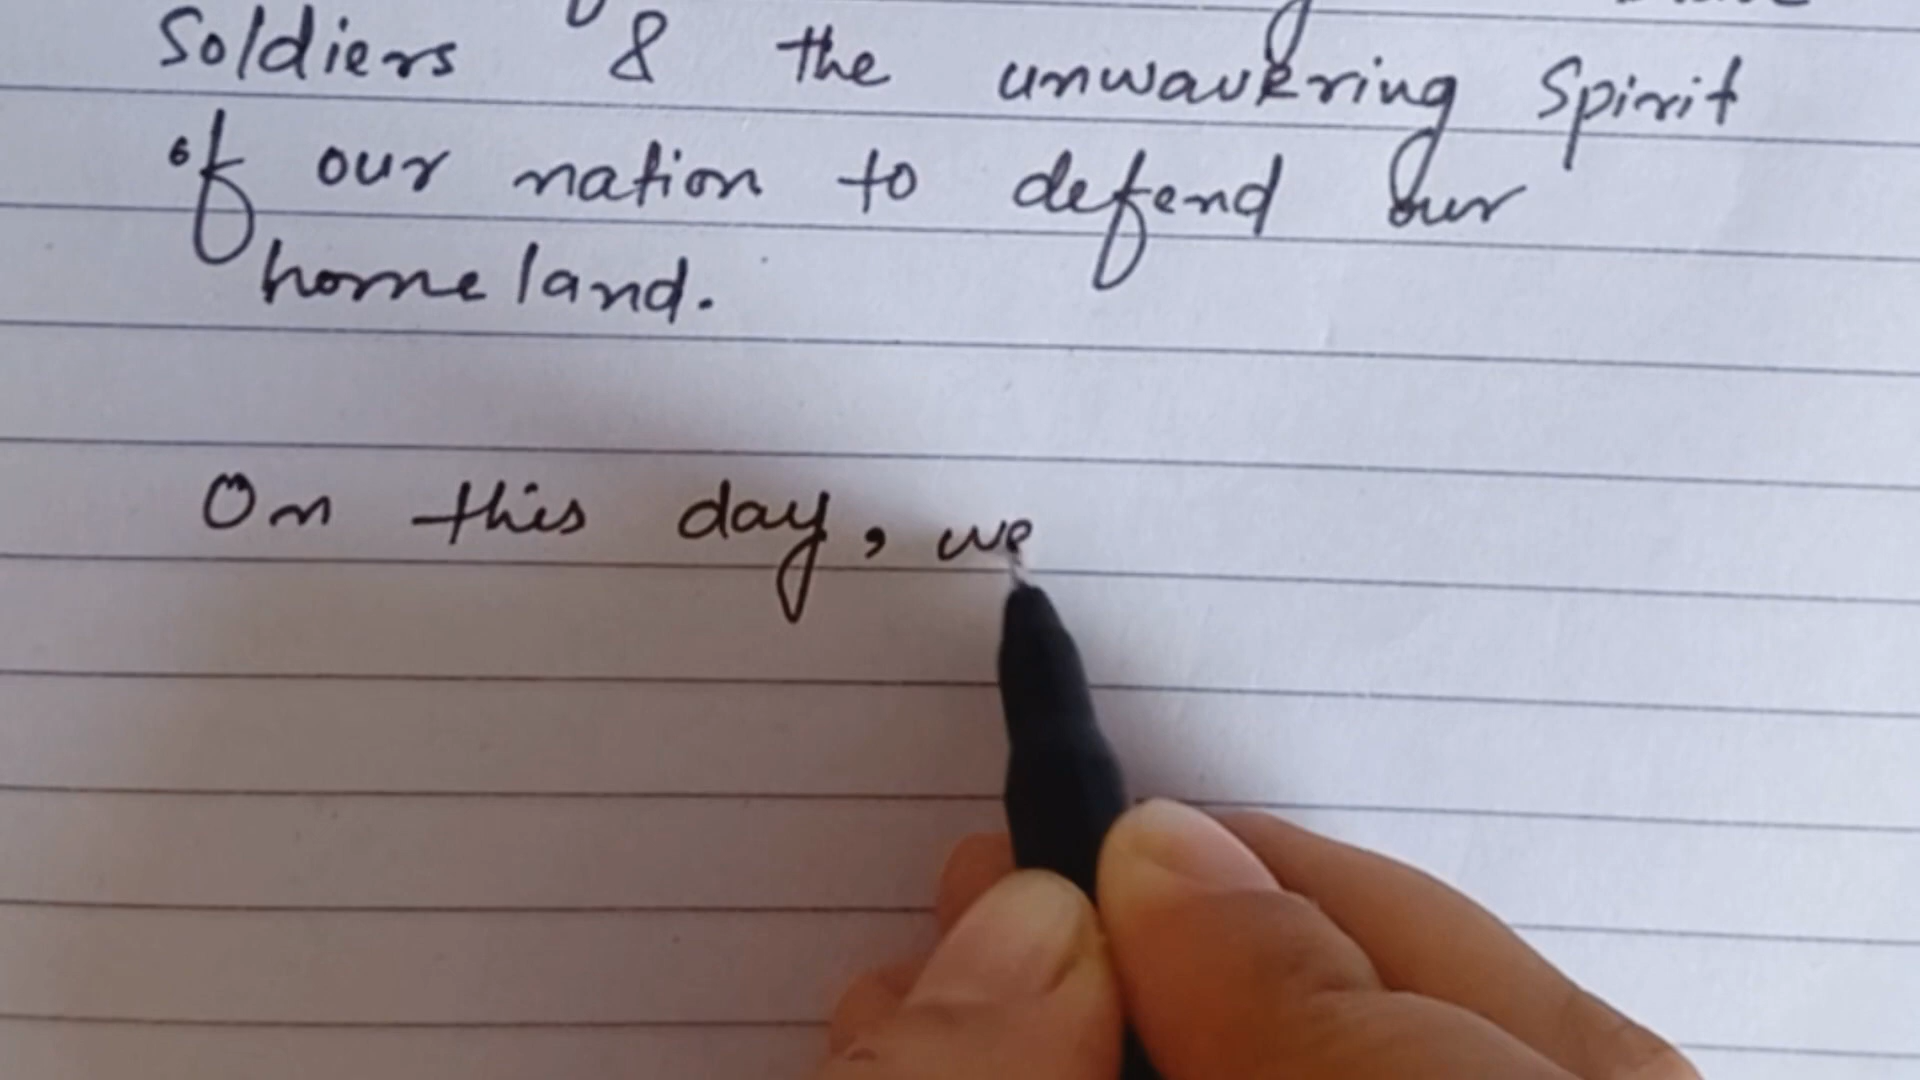 Soldiers & the unwavering Spirit
of our nation to defend our
homeland.
On this day, we